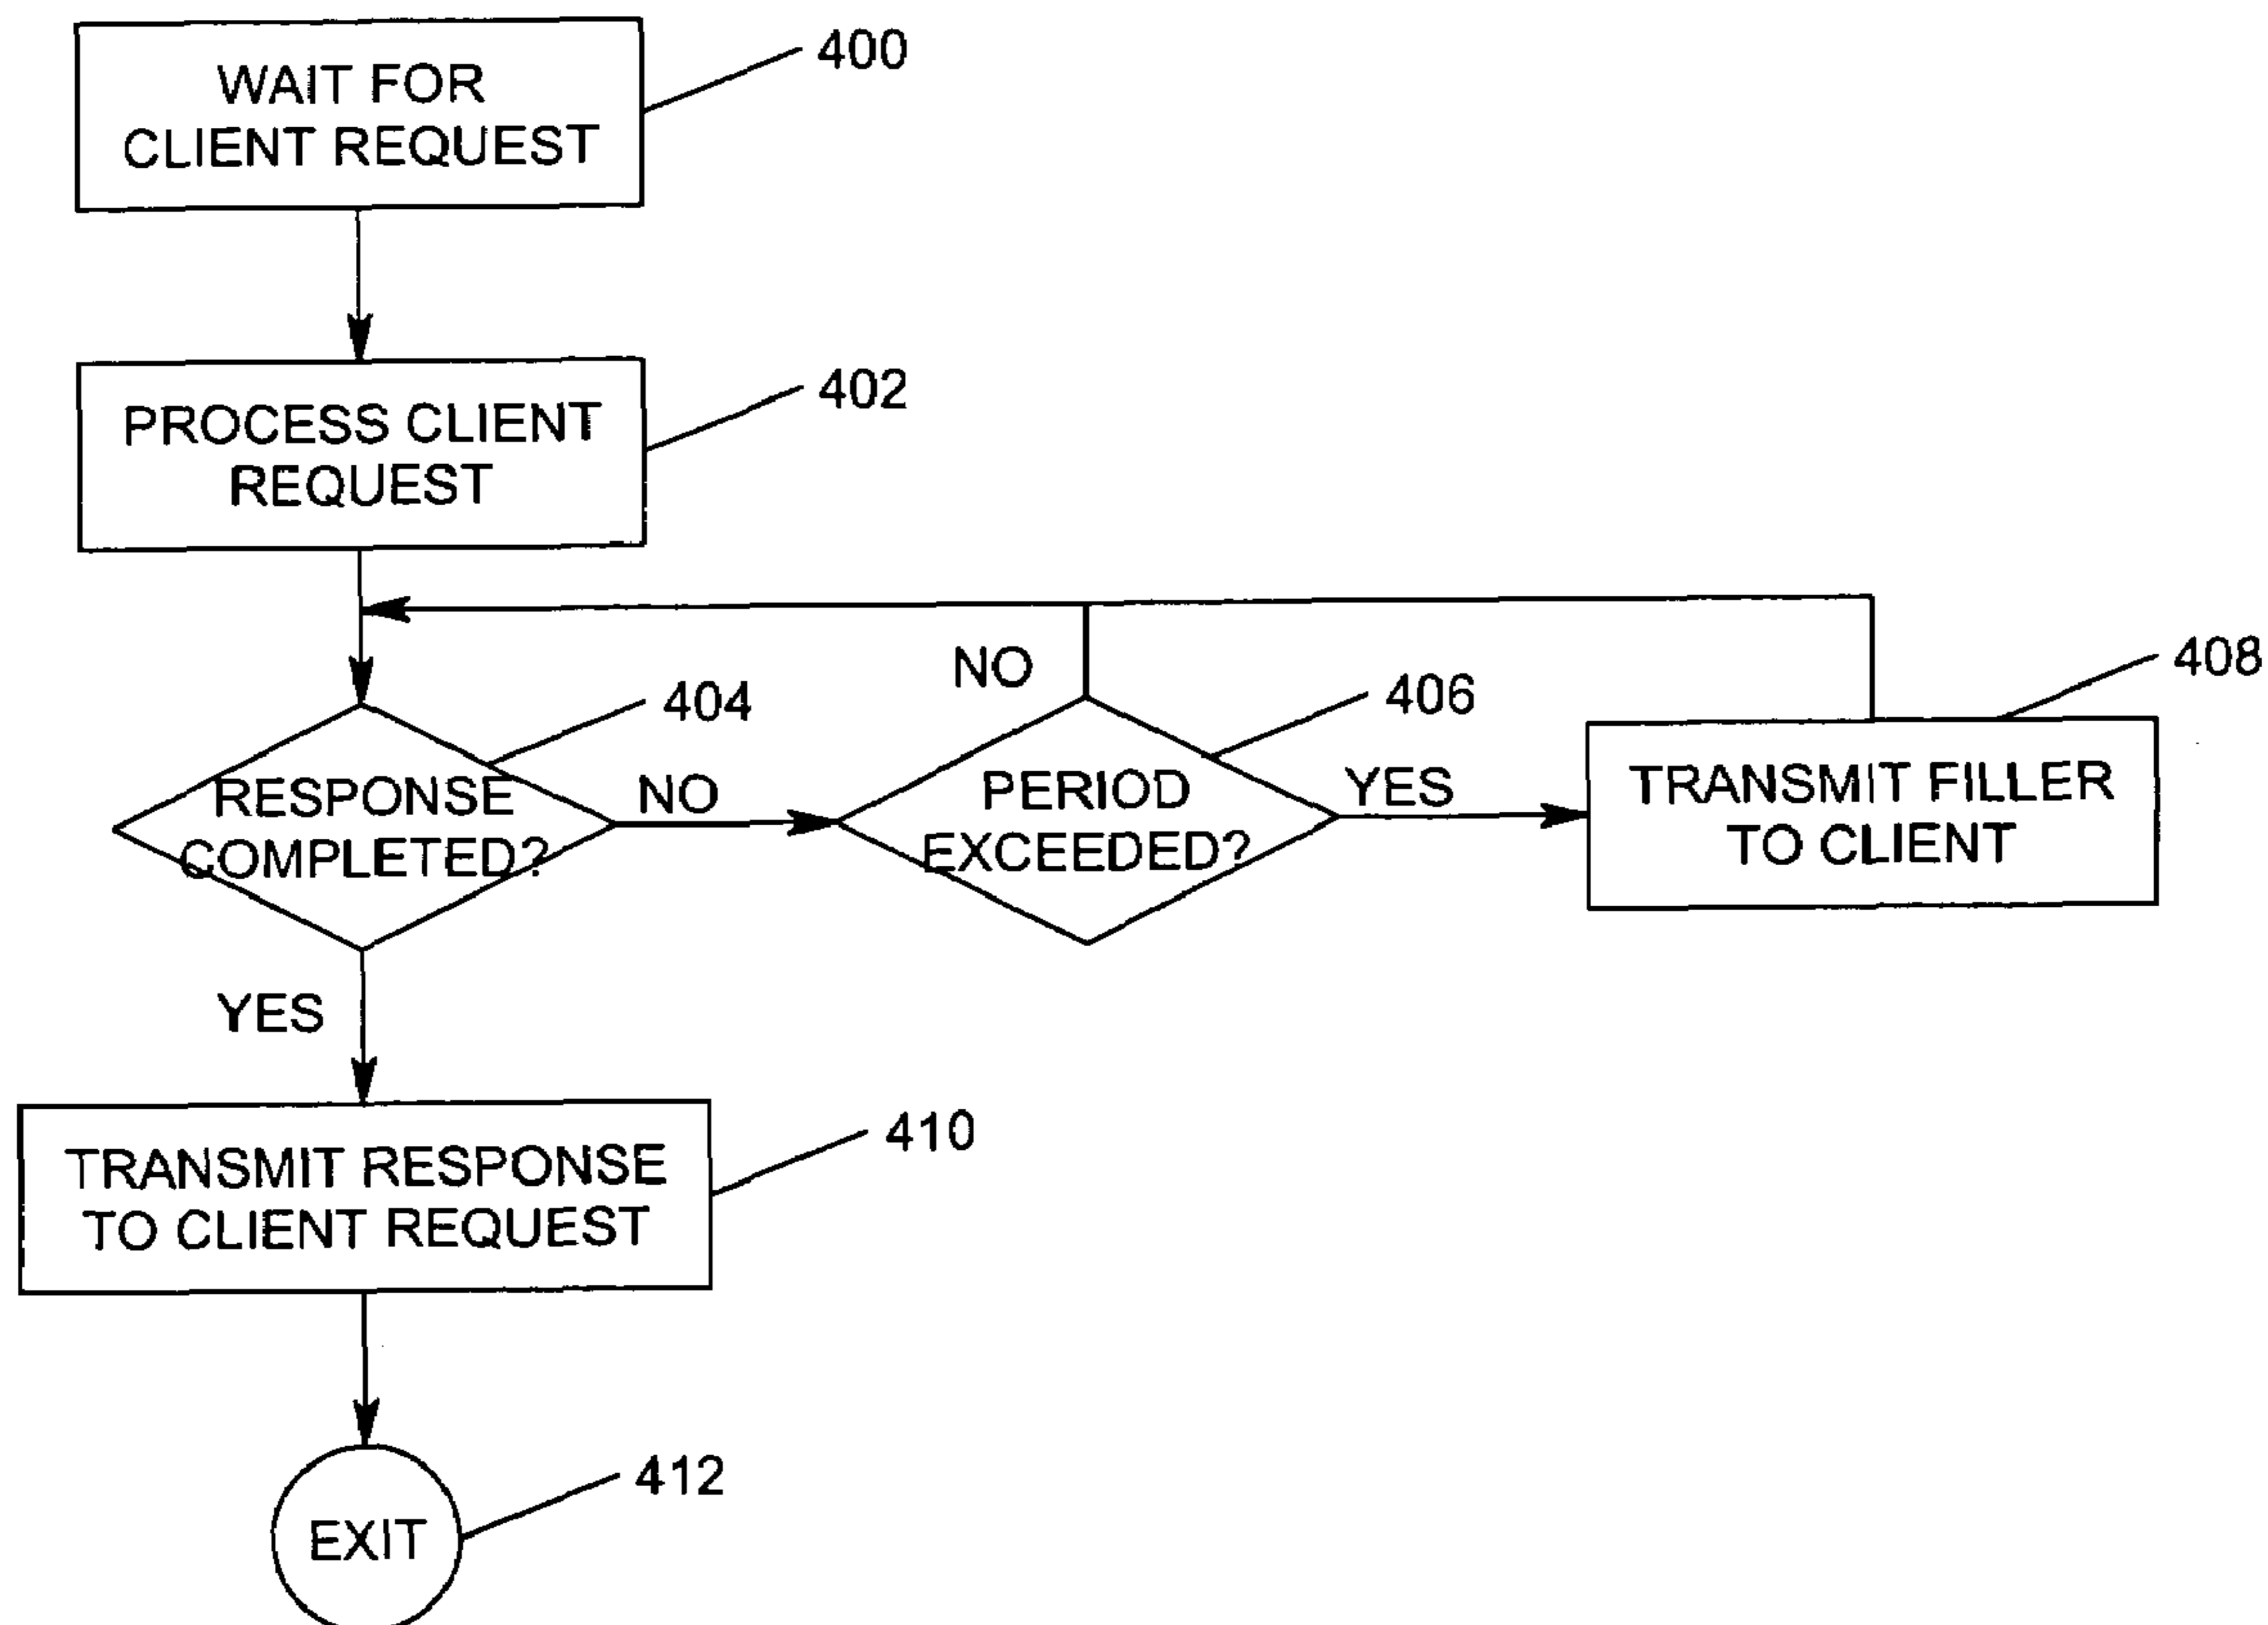 WAIT FOR
CLIENT REQUEST
400
PROCESS CLIENT
REQUEST
402
NO
408
404
406
RESPONSE
COMPLETED?
NO
PERIOD
EXCEEDED?
YES
TRANSMIT FILLER
TO CLIENT
YES
410
TRANSMIT RESPONSE
TO CLIENT REQUEST
412
EXIT